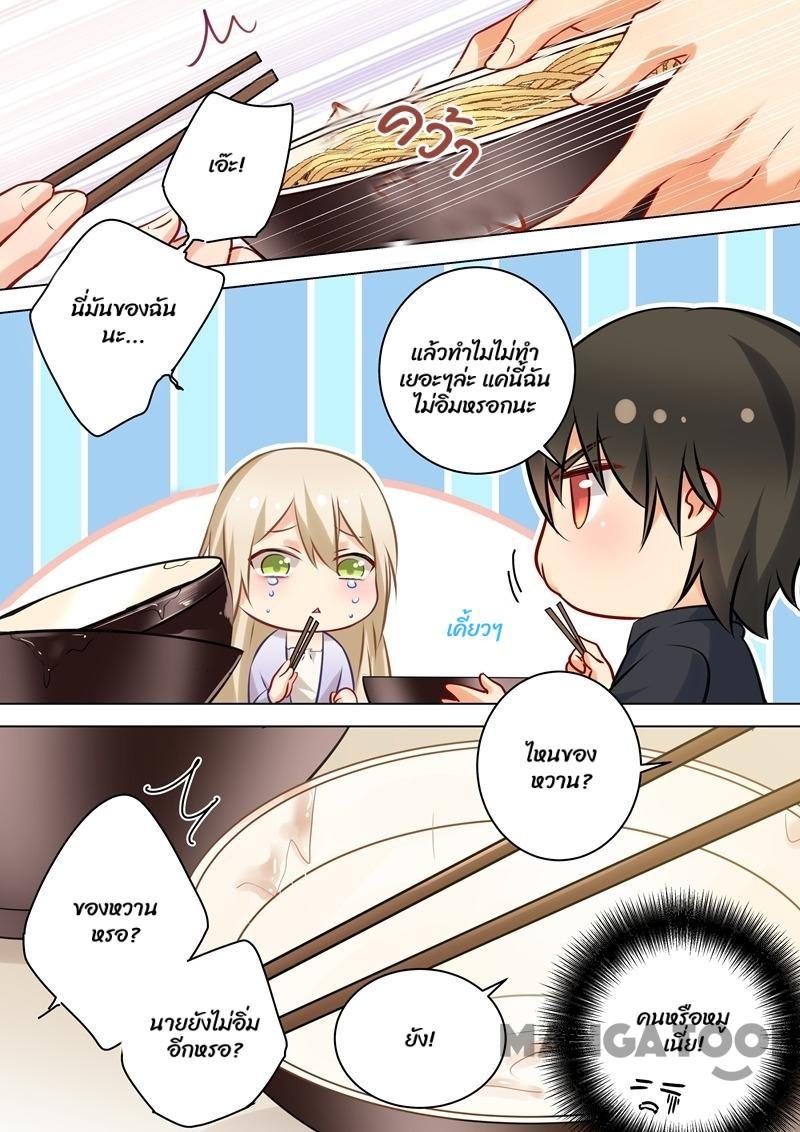 คว้า
เอ๊ะ!
นี่มันของฉัน
นะ...
แล้วทำไมไม่ทำ
เยอะๆล่ะ แค่นี้ฉัน
ไม่อิ่มหรอกนะ
เคี้ยวๆ
ไหนของ
หวาน?
ของหวาน
หรอ?
นายยังไม่อิ่ม
อีกหรอ?
ยัง!
คนหรือหมู
เนี่ย!
MANGATOON